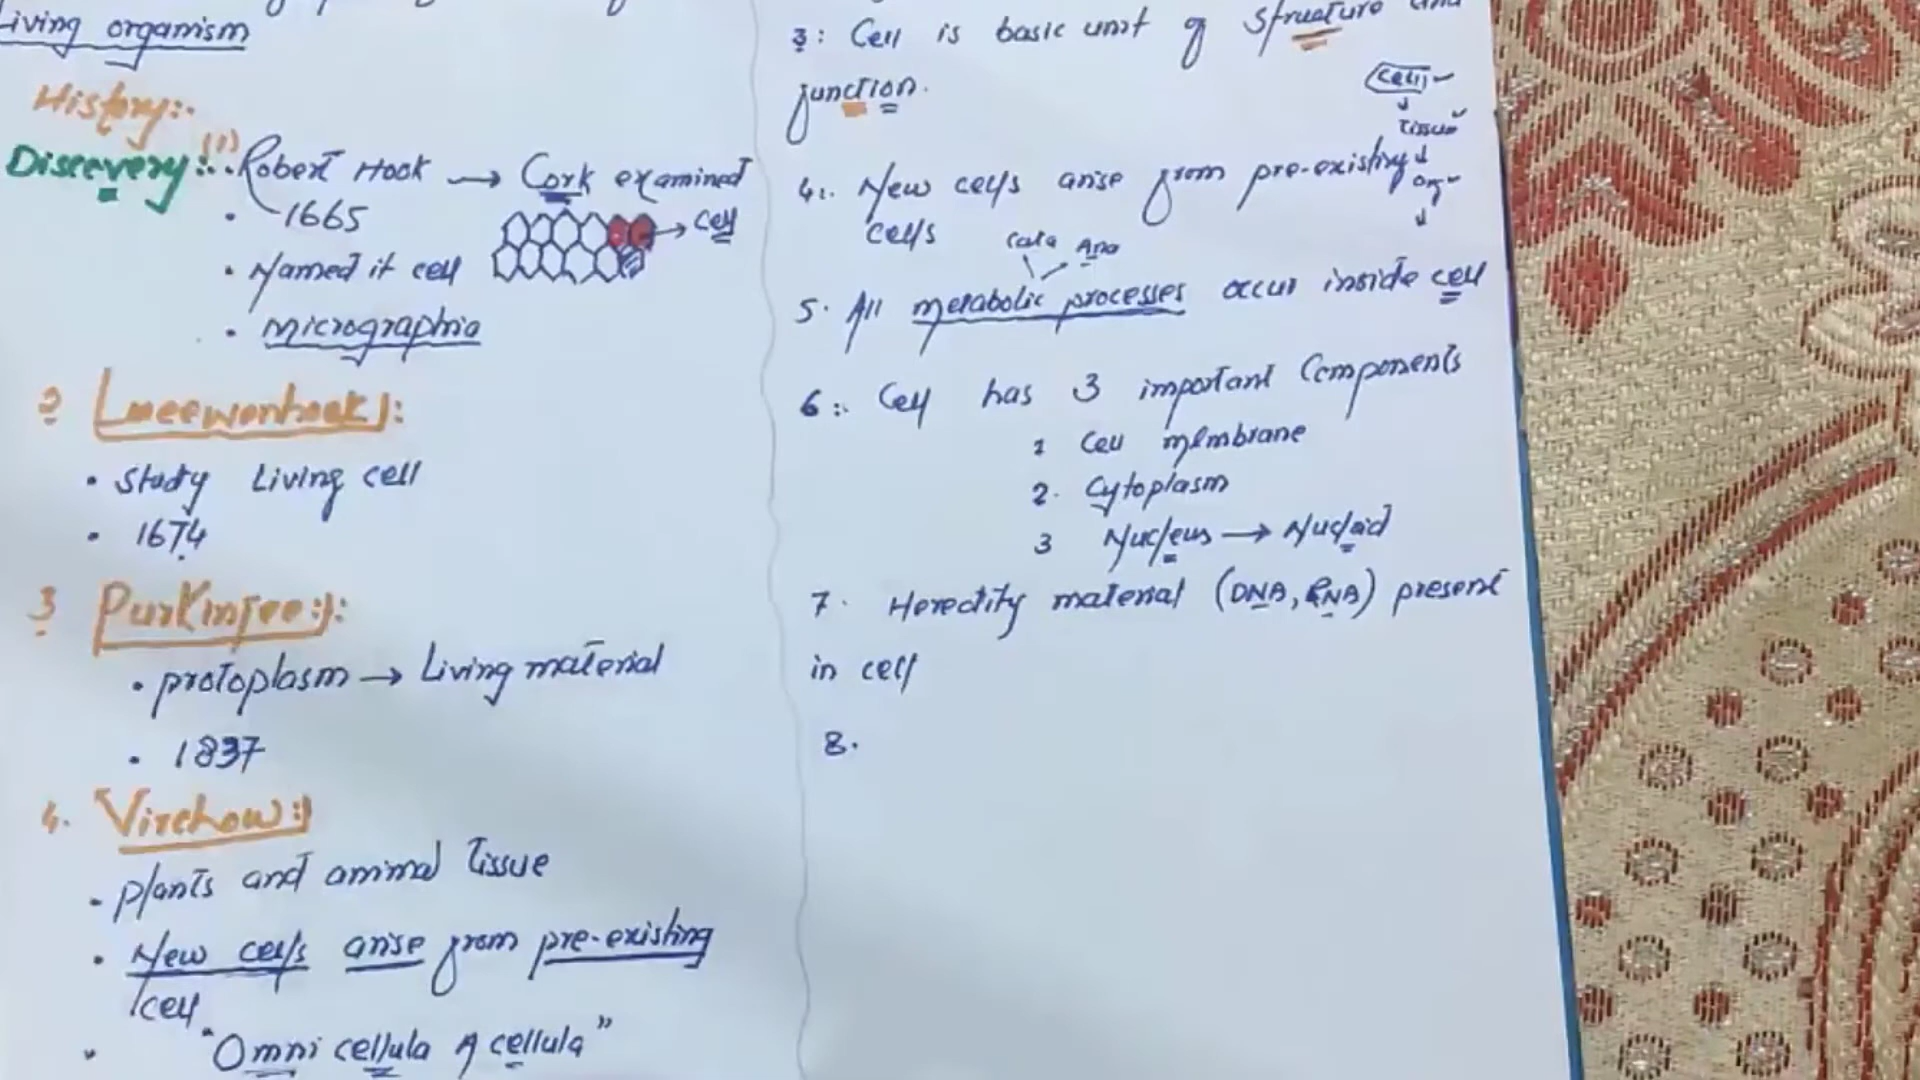 Living organism
History:-
Discevery:- (1) Robert Hook → Cork examined
• 1665
→ Cell
• Named it cell
• micrographia
2 Lneewenhoek):
• study Living cell
• 1674
3 Purkinjee:):
• protoplasm → Living material
• 1837
4. Virchow:)
• plants and animal tissue
• New cells arise from pre-existing
cell
"Omni cellula A cellula"
3: Cell is basic unit of structure and
function.
Cell
↓
Tissue
↓
Org
↓
4:. New cells arise from pre-existing
cells
Cata Ana
5. All metabolic processes occur inside cell
6:. Cell has 3 important Components
1 Cell membrane
2. Cytoplasm
3 Nucleus → Nucloid
7. Heredity material (DNA, RNA) present
in cell
8.